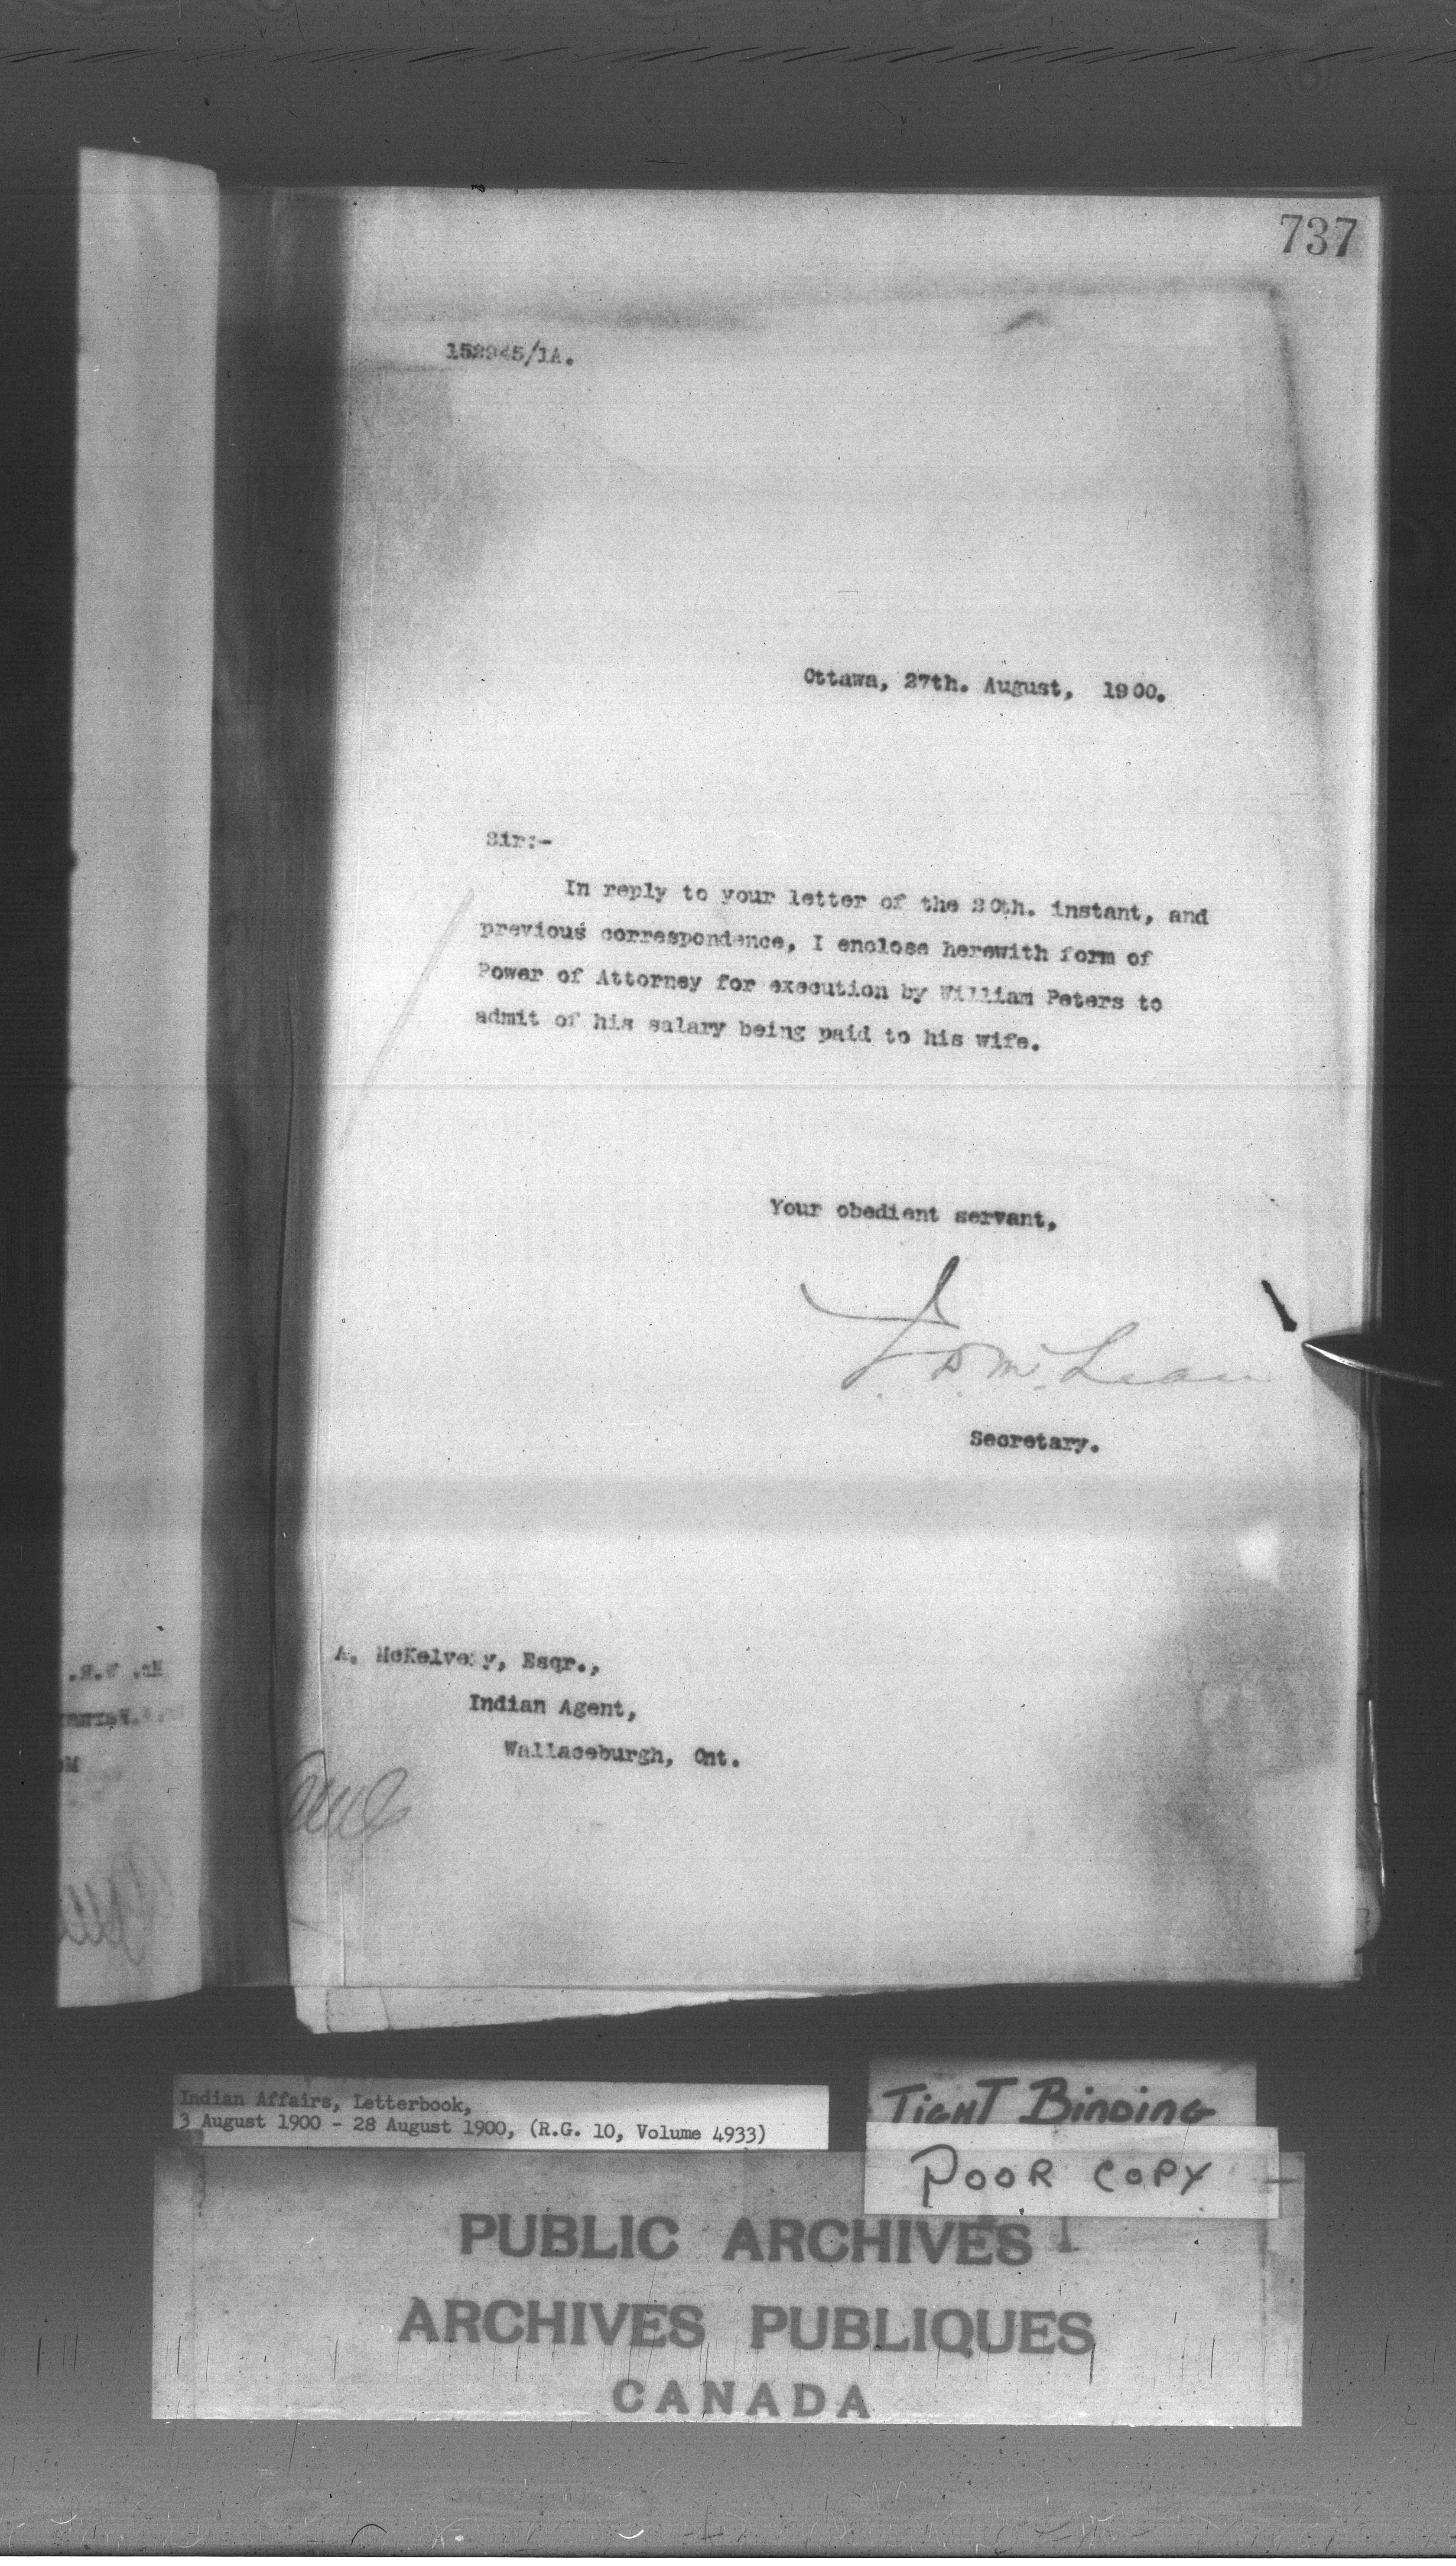 737
152945/1A.
Ottawa, 27th. August, 1900.
Sir:-
In reply to your letter of the 20th. instant, and
previous correspondence, I enclose herewith form of
Power of Attorney for execution by William Peters to
admit of his salary being paid to his wife.
Your obedient servant,
J. D. McLean
Secretary.
A. McKelvey, Esqr.,
Indian Agent,
Wallaceburgh, Ont.
Indian Affairs, Letterbook,
3 August 1900 - 28 August 1900, (R.G. 10, Volume 4933)
TIGHT BINDING
POOR COPY
PUBLIC ARCHIVES
ARCHIVES PUBLIQUES
CANADA